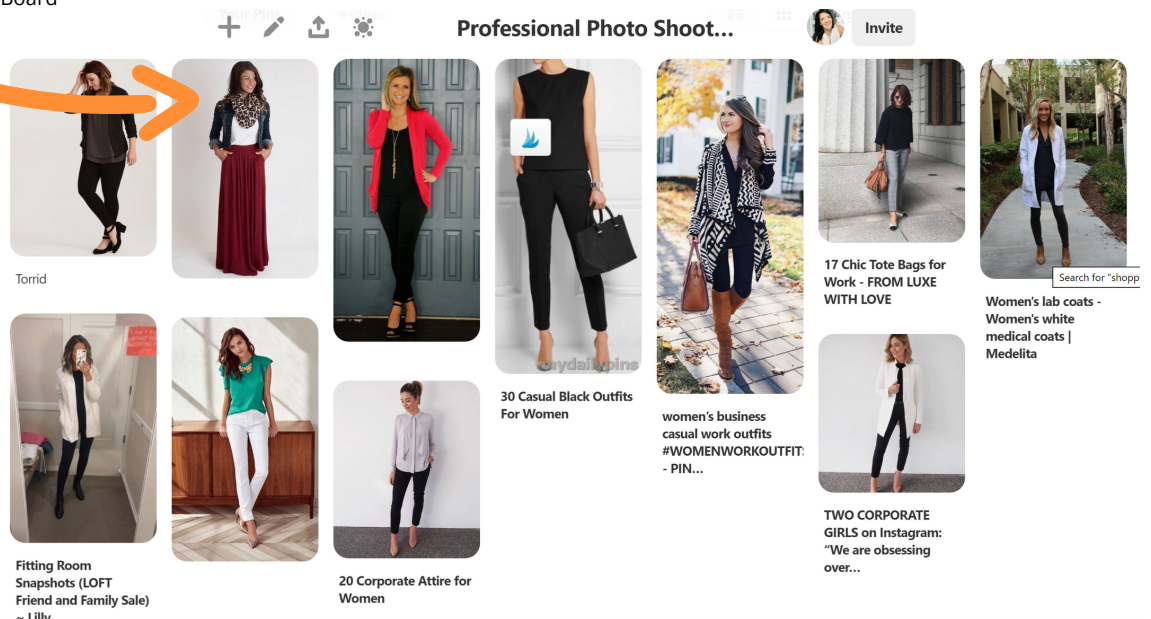 Board
Your Pins
Professional Photo Shoot...
Invite
Torrid
Fitting Room
Snapshots (LOFT
Friend and Family Sale)
~ Lilly
20 Corporate Attire for
Women
mydailypins
30 Casual Black Outfits
For Women
women's business
casual work outfits
#WOMENWORKOUTFITS
- PIN...
17 Chic Tote Bags for
Work - FROM LUXE
WITH LOVE
TWO CORPORATE
GIRLS on Instagram:
"We are obsessing
over...
Search for "shopp
Women's lab coats -
Women's white
medical coats |
Medelita